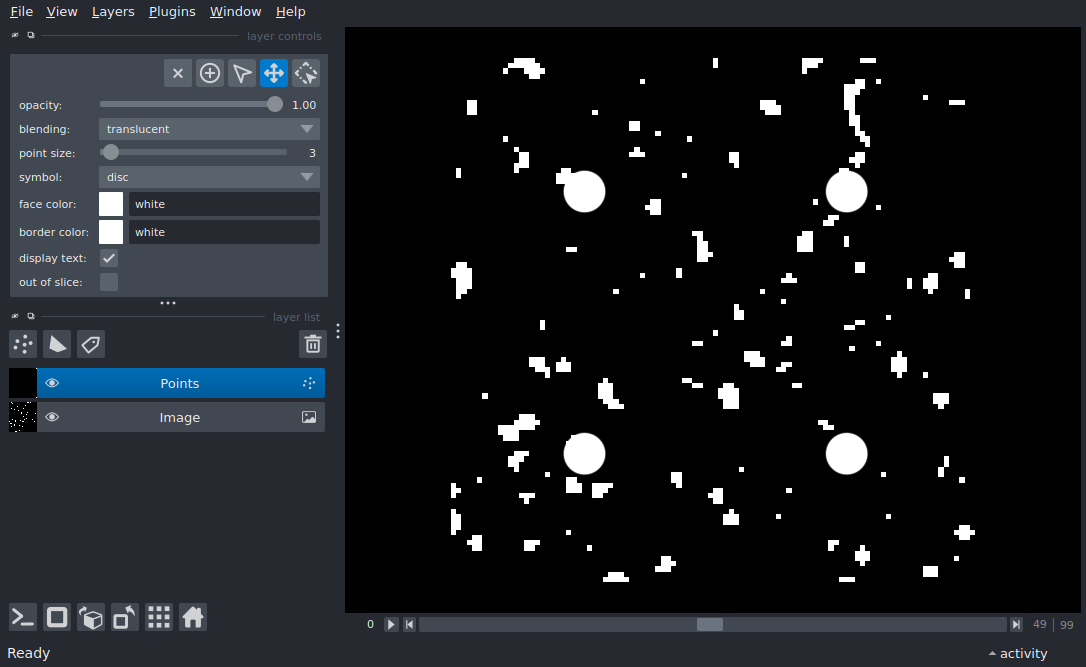 File View Layers Plugins Window Help
layer controls
opacity: 1.00
blending: translucent
point size: 3
symbol: disc
face color: white
border color: white
display text:
out of slice:
layer list
Points
Image
0 49 99
Ready activity